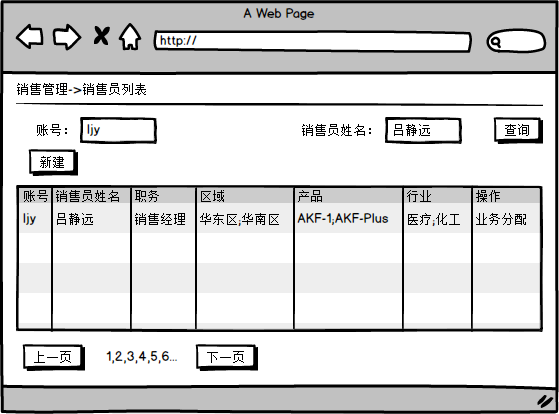 A Web Page
http://
销售管理->销售员列表
账号： ljy 销售员姓名： 吕静远 查询
新建
账号 销售员姓名 职务 区域 产品 行业 操作
ljy 吕静远 销售经理 华东区,华南区 AKF-1,AKF-Plus 医疗,化工 业务分配
上一页 1,2,3,4,5,6... 下一页